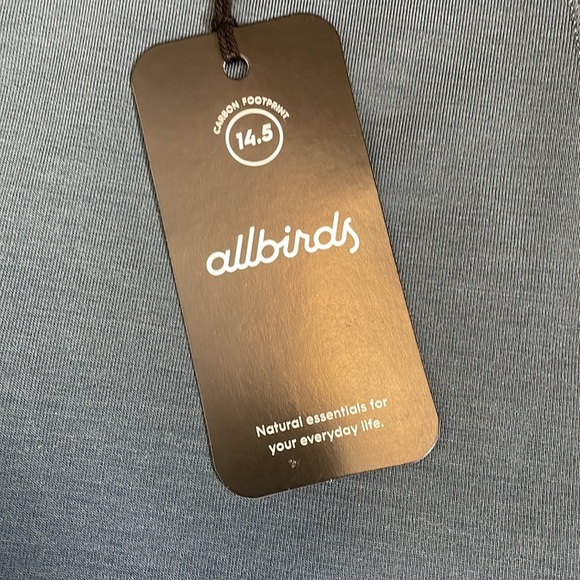 CARBON FOOTPRINT
14.5
allbirds
Natural essentials for
your everyday life.